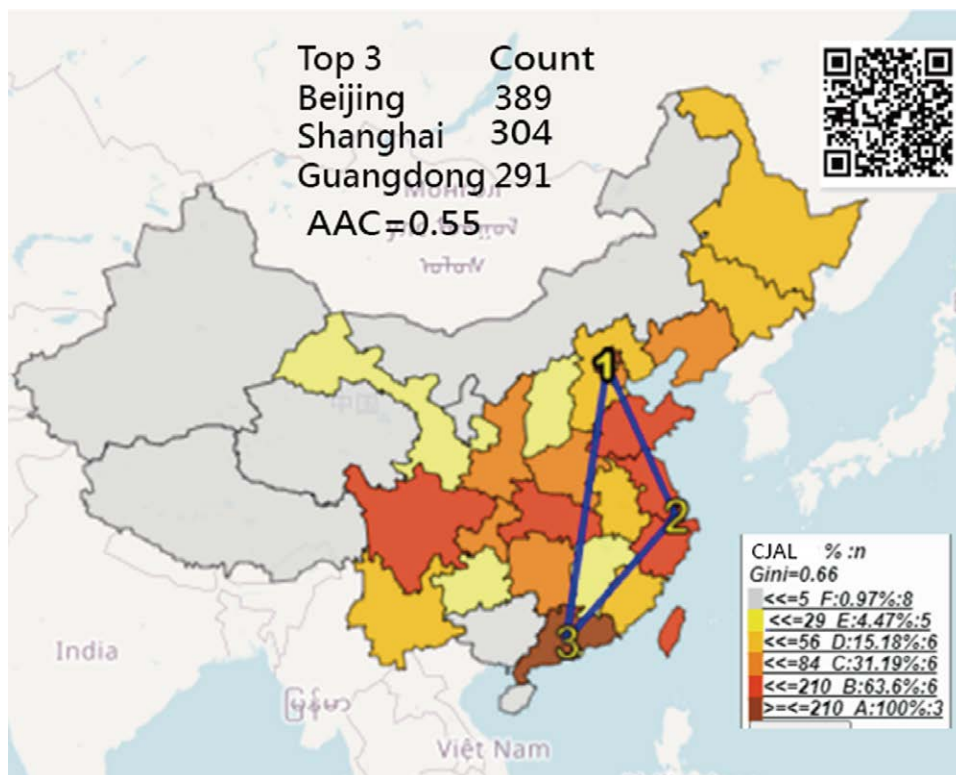 Top 3 Count
Beijing 389
Shanghai 304
Guangdong 291
AAC=0.55
1
2
3
India
Việt Nam
CJAL % :n
Gini=0.66
<<=5 F:0.97%:8
<<=29 E:4.47%:5
<<=56 D:15.18%:6
<<=84 C:31.19%:6
<<=210 B:63.6%:6
>=<=210 A:100%:3